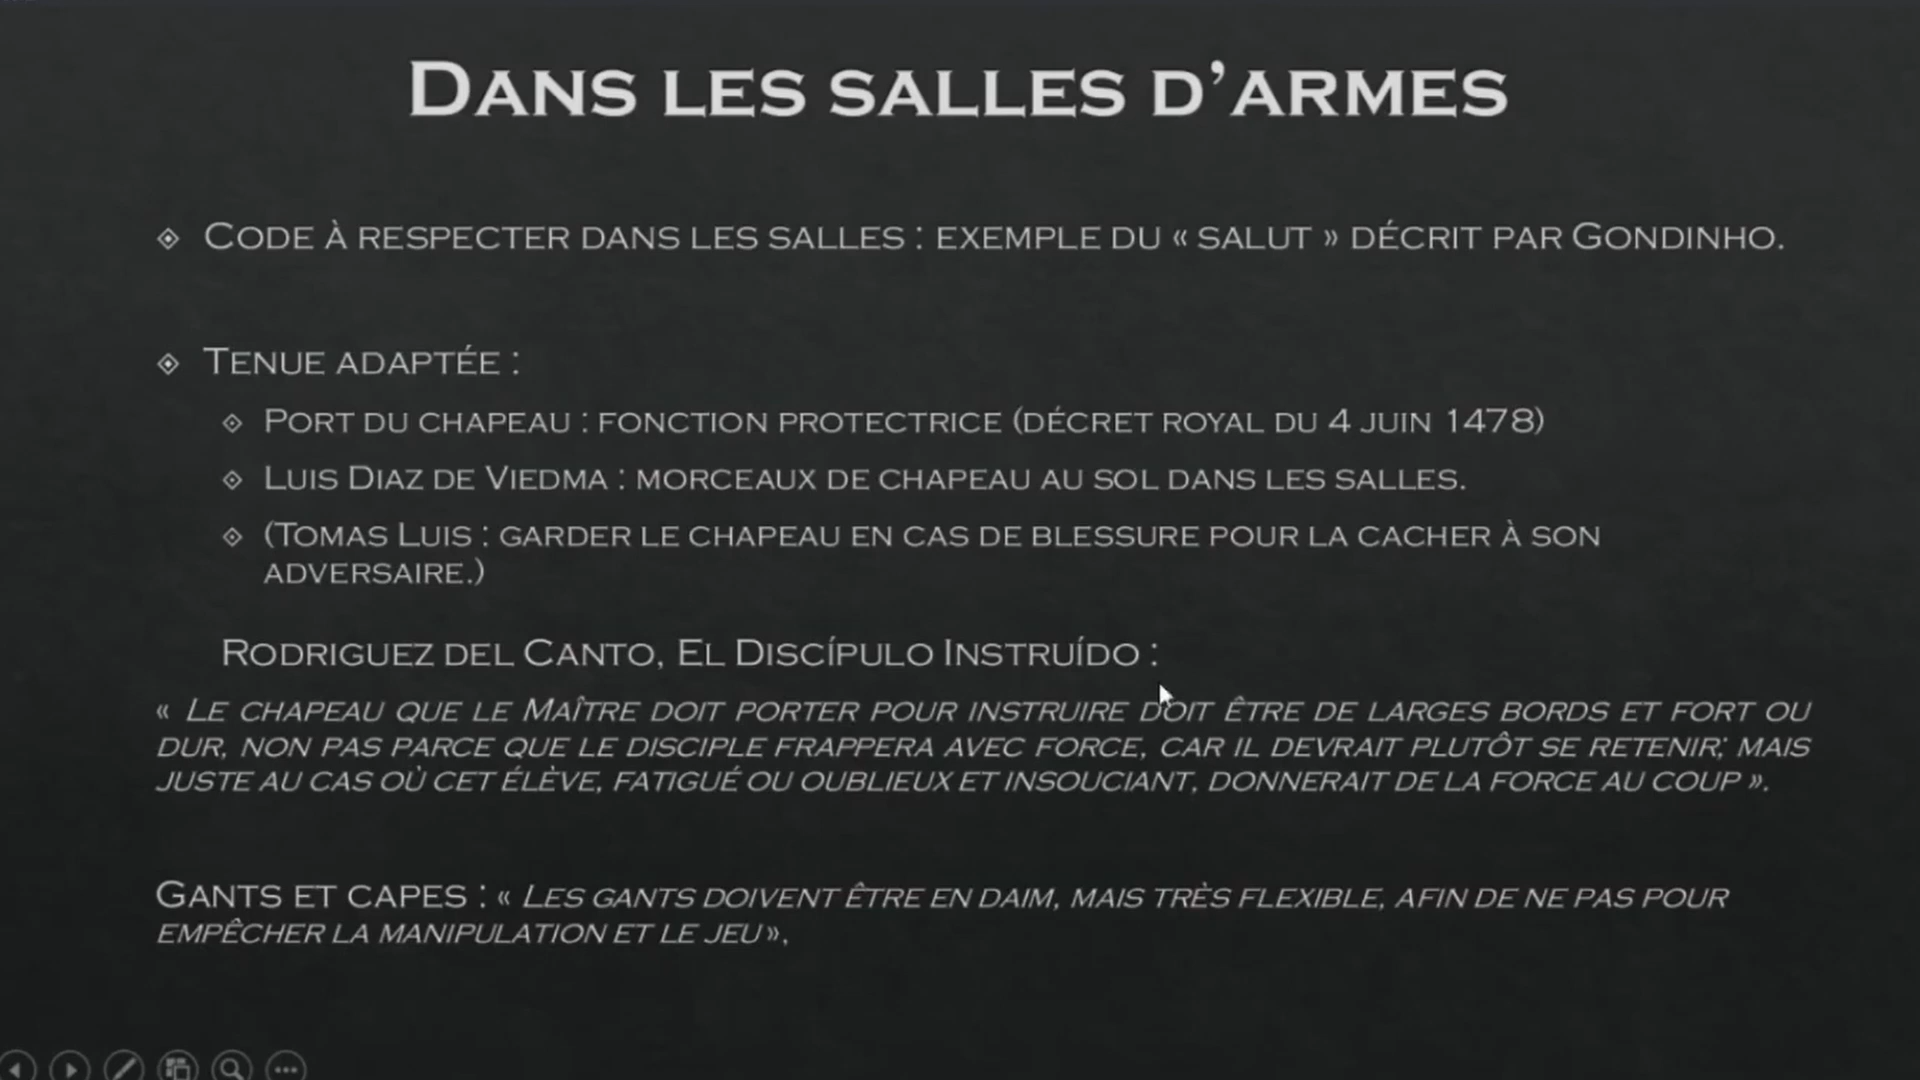 Dans les salles d’armes
Code à respecter dans les salles : exemple du « salut » décrit par Gondinho.
Tenue adaptée :
Port du chapeau : fonction protectrice (décret royal du 4 juin 1478)
Luis Diaz de Viedma : morceaux de chapeau au sol dans les salles.
(Tomas Luis : garder le chapeau en cas de blessure pour la cacher à son
adversaire.)
Rodriguez del Canto, El Discípulo Instruído :
« Le chapeau que le Maître doit porter pour instruire doit être de larges bords et fort ou
dur, non pas parce que le disciple frappera avec force, car il devrait plutôt se retenir; mais
juste au cas où cet élève, fatigué ou oublieux et insouciant, donnerait de la force au coup ».
Gants et capes : « Les gants doivent être en daim, mais très flexible, afin de ne pas pour
empêcher la manipulation et le jeu »,